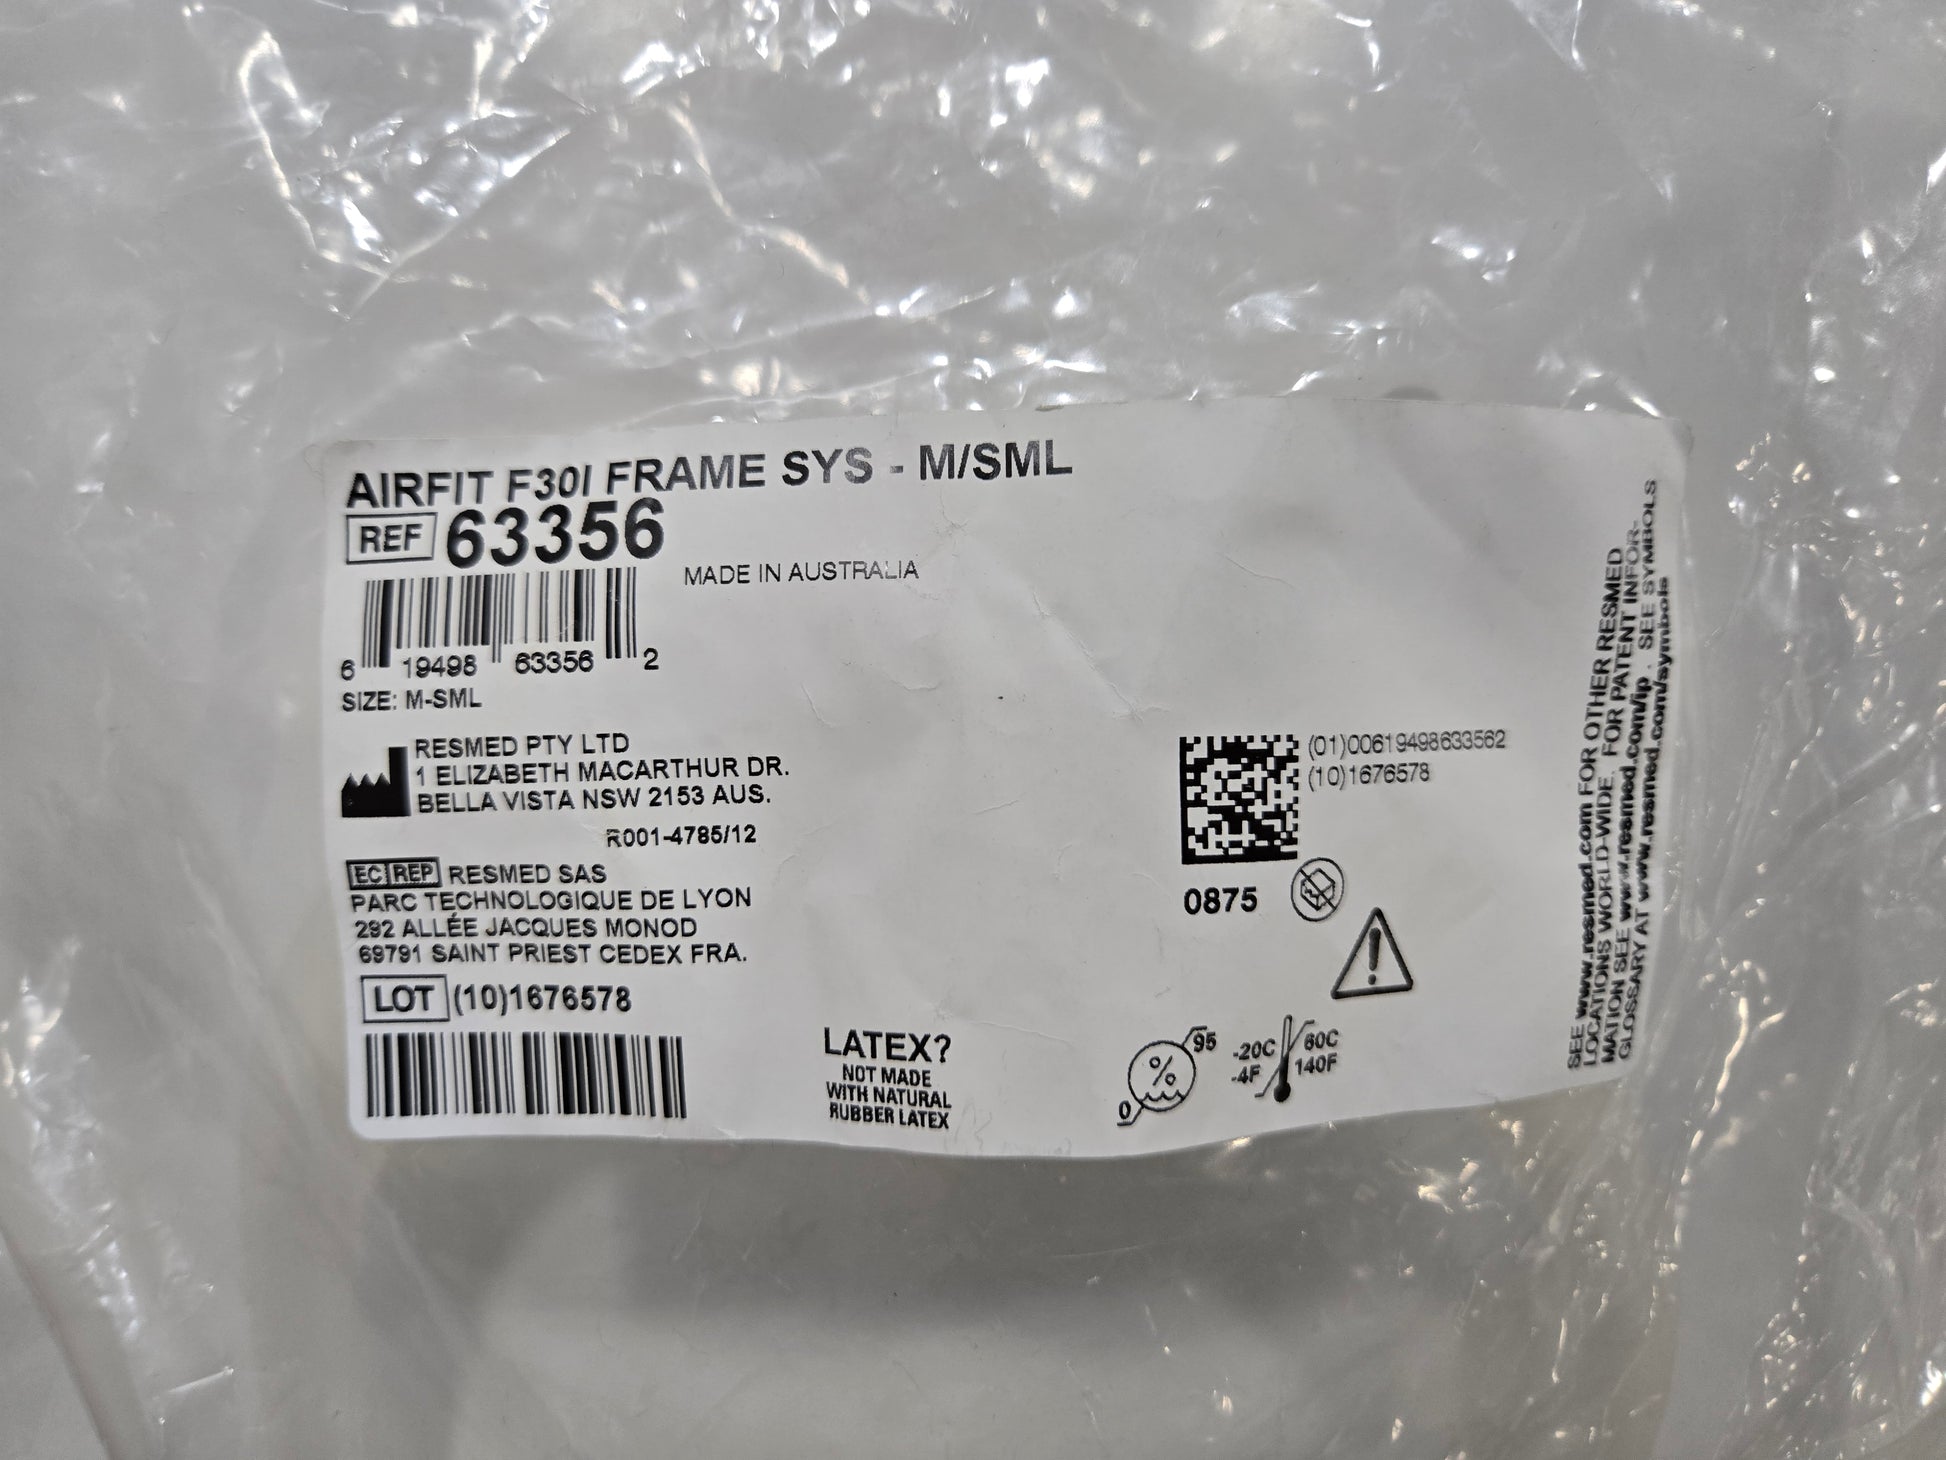 AIRFIT F30I FRAME SYS - M/SML
REF 63356
MADE IN AUSTRALIA
6 19498 63356 2
SIZE: M-SML
RESMED PTY LTD
1 ELIZABETH MACARTHUR DR.
BELLA VISTA NSW 2153 AUS.
R001-4785/12
EC REP RESMED SAS
PARC TECHNOLOGIQUE DE LYON
292 ALLÉE JACQUES MONOD
69791 SAINT PRIEST CEDEX FRA.
LOT (10)1676578
LATEX?
NOT MADE
WITH NATURAL
RUBBER LATEX
(01)00619498633562
(10)1676578
0875
% 95
0
-20C 60C
-4F 140F
SEE www.resmed.com FOR OTHER RESMED
LOCATIONS WORLD-WIDE. FOR PATENT INFOR-
MATION SEE www.resmed.com/ip . SEE SYMBOLS
GLOSSARY AT www.resmed.com/symbols